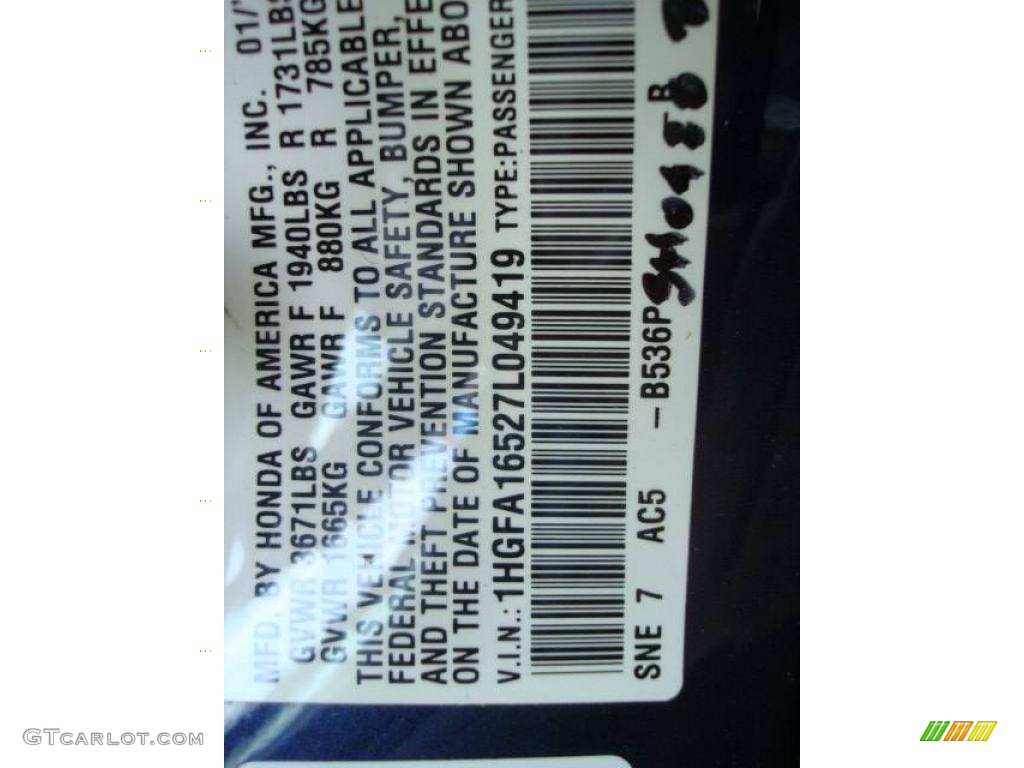 MFD. BY HONDA OF AMERICA MFG., INC. 01/
GVWR 3671LBS GAWR F 1940LBS R 1731LBS
GVWR 1665KG GAWR F 880KG R 785KG
THIS VEHICLE CONFORMS TO ALL APPLICABLE
FEDERAL MOTOR VEHICLE SAFETY, BUMPER,
AND THEFT PREVENTION STANDARDS IN EFFE
ON THE DATE OF MANUFACTURE SHOWN ABO
V.I.N.: 1HGFA16527L049419 TYPE:PASSENGER
SNE 7 AC5 -B536P
GTCARLOT.COM